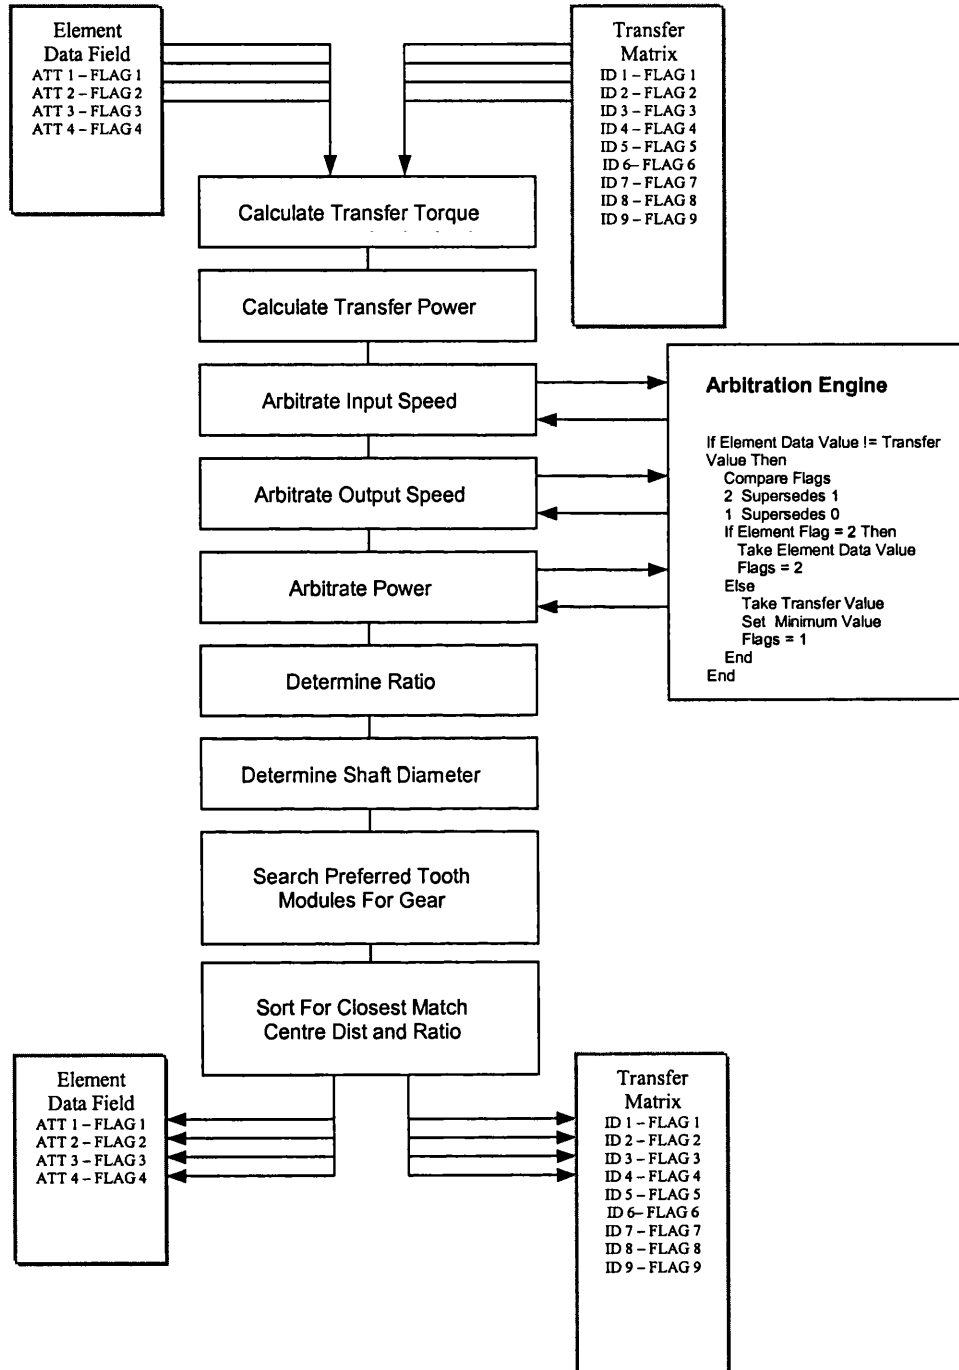 Element
Data Field
ATT 1 – FLAG 1
ATT 2 – FLAG 2
ATT 3 – FLAG 3
ATT 4 – FLAG 4
Transfer
Matrix
ID 1 – FLAG 1
ID 2 – FLAG 2
ID 3 – FLAG 3
ID 4 – FLAG 4
ID 5 – FLAG 5
ID 6– FLAG 6
ID 7 – FLAG 7
ID 8 – FLAG 8
ID 9 – FLAG 9
Calculate Transfer Torque
Calculate Transfer Power
Arbitrate Input Speed
Arbitrate Output Speed
Arbitrate Power
Determine Ratio
Determine Shaft Diameter
Search Preferred Tooth
Modules For Gear
Sort For Closest Match
Centre Dist and Ratio
Arbitration Engine
If Element Data Value != Transfer
Value Then
Compare Flags
2 Supersedes 1
1 Supersedes 0
If Element Flag = 2 Then
Take Element Data Value
Flags = 2
Else
Take Transfer Value
Set Minimum Value
Flags = 1
End
End
Element
Data Field
ATT 1 – FLAG 1
ATT 2 – FLAG 2
ATT 3 – FLAG 3
ATT 4 – FLAG 4
Transfer
Matrix
ID 1 – FLAG 1
ID 2 – FLAG 2
ID 3 – FLAG 3
ID 4 – FLAG 4
ID 5 – FLAG 5
ID 6– FLAG 6
ID 7 – FLAG 7
ID 8 – FLAG 8
ID 9 – FLAG 9